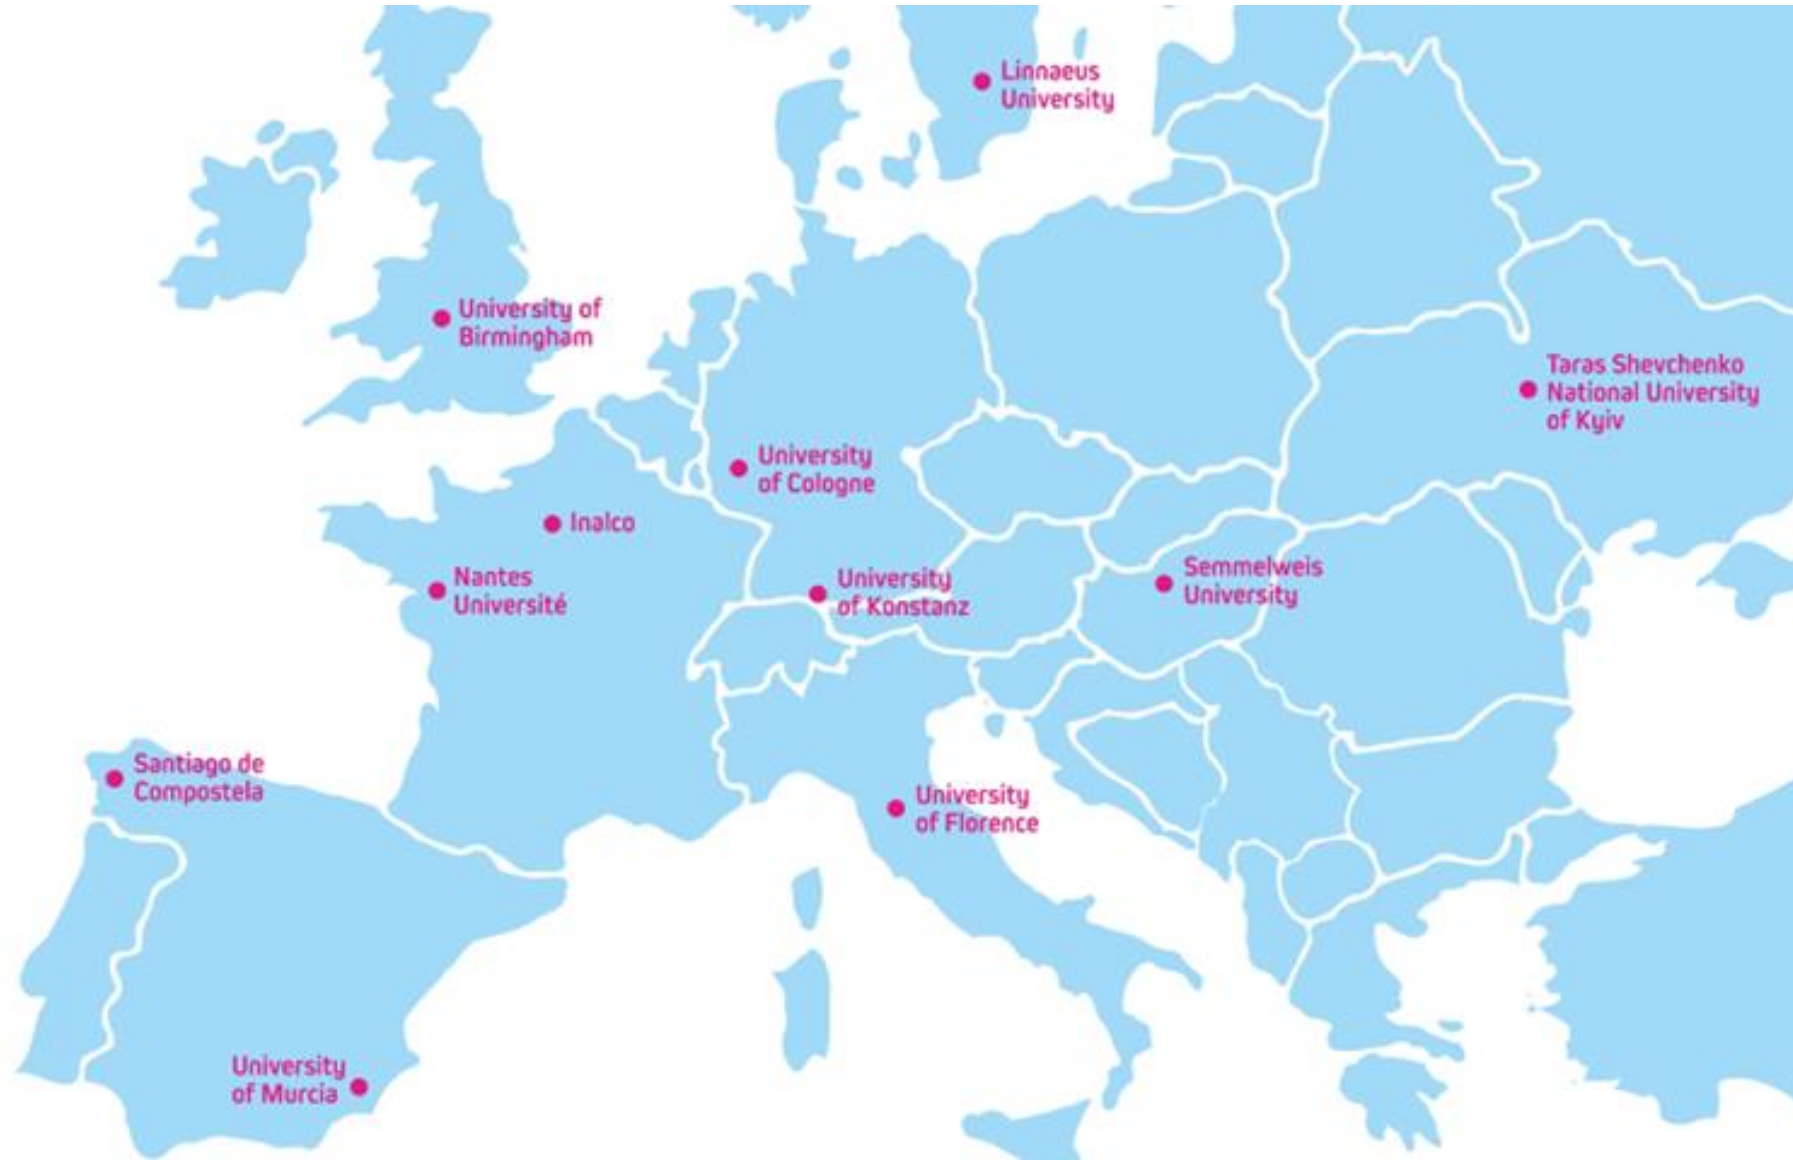 Linnaeus
University
University of
Birmingham
Taras Shevchenko
National University
of Kyiv
University
of Cologne
Inalco
Nantes
Université
University
of Konstanz
Semmelweis
University
Santiago de
Compostela
University
of Florence
University
of Murcia